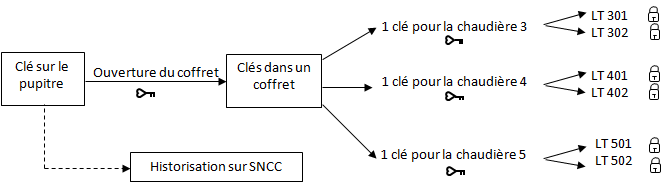 Clé sur le
pupitre
Ouverture du coffret
Clés dans un
coffret
Historisation sur SNCC
1 clé pour la chaudière 3
LT 301
LT 302
1 clé pour la chaudière 4
LT 401
LT 402
1 clé pour la chaudière 5
LT 501
LT 502